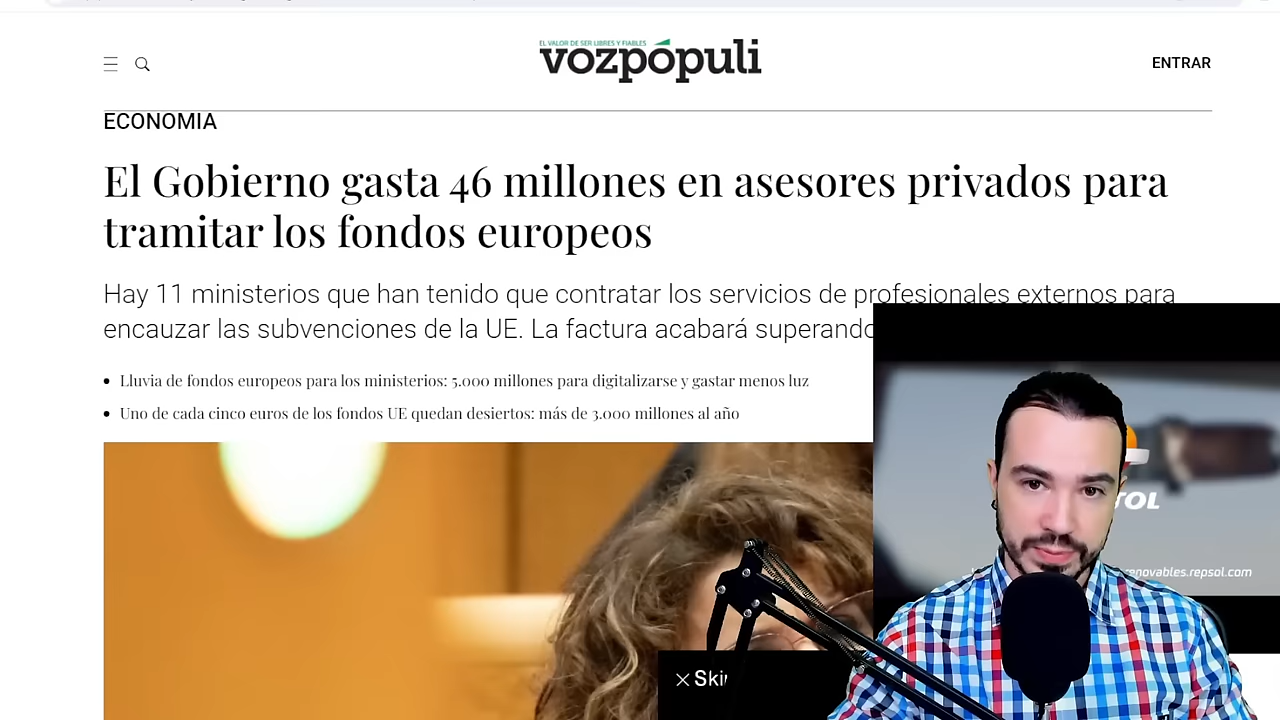 EL VALOR DE SER LIBRES Y FIABLES
vozpópuli
ENTRAR
ECONOMIA
El Gobierno gasta 46 millones en asesores privados para
tramitar los fondos europeos
Hay 11 ministerios que han tenido que contratar los servicios de profesionales externos para
encauzar las subvenciones de la UE. La factura acabará superando
Lluvia de fondos europeos para los ministerios: 5.000 millones para digitalizarse y gastar menos luz
Uno de cada cinco euros de los fondos UE quedan desiertos: más de 3.000 millones al año
renovables.repsol.com